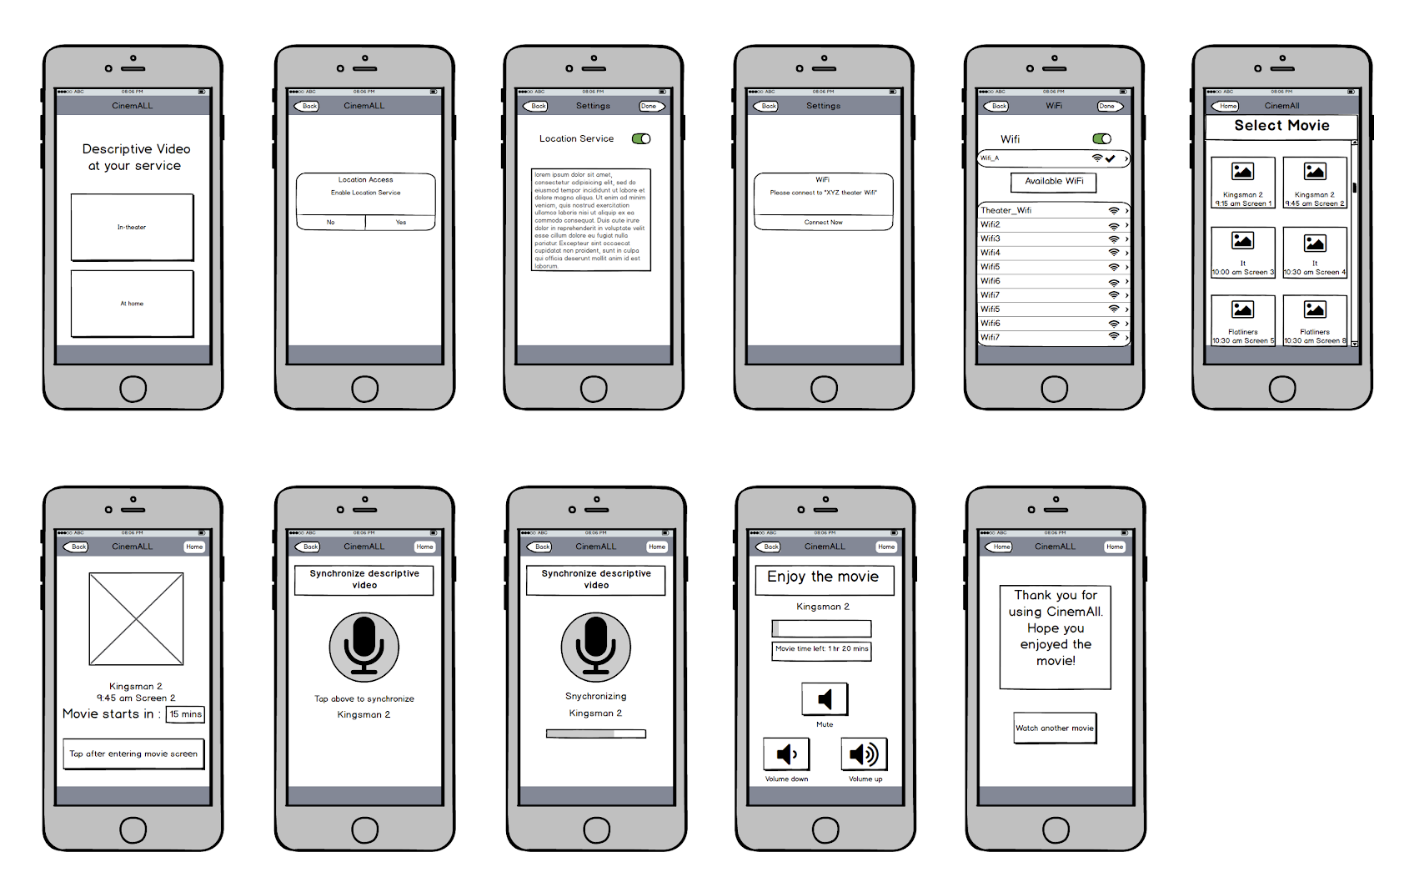 ●●●○○ ABC 08:06 PM
CinemALL
Descriptive Video
at your service
In-theater
At home
●●●○○ ABC 08:06 PM
Back CinemALL
Location Access
Enable Location Service
No Yes
●●●○○ ABC 08:06 PM
Back Settings Done
Location Service
lorem ipsum dolor sit amet,
consectetur adipisicing elit, sed do
eiusmod tempor incididunt ut labore et
dolore magna aliqua. Ut enim ad minim
veniam, quis nostrud exercitation
ullamco laboris nisi ut aliquip ex ea
commodo consequat. Duis aute irure
dolor in reprehenderit in voluptate velit
esse cillum dolore eu fugiat nulla
pariatur. Excepteur sint occaecat
cupidatat non proident, sunt in culpa
qui officia deserunt mollit anim id est
laborum.
●●●○○ ABC 08:06 PM
Back Settings
WiFi
Please connect to "XYZ theater Wifi"
Connect Now
●●●○○ ABC 08:06 PM
Back WiFi Done
Wifi
Wifi_A
Available WiFi
Theater_Wifi
Wifi2
Wifi3
Wifi4
Wifi5
Wifi6
Wifi7
Wifi5
Wifi6
Wifi7
●●●○○ ABC 08:06 PM
Home CinemAll
Select Movie
Kingsman 2
9:15 am Screen 1
Kingsman 2
9:45 am Screen 2
It
10:00 am Screen 3
It
10:30 am Screen 4
Flatliners
10:30 am Screen 5
Flatliners
10:30 am Screen 8
●●●○○ ABC 08:06 PM
Back CinemALL Home
Kingsman 2
9:45 am Screen 2
Movie starts in : 15 mins
Tap after entering movie screen
●●●○○ ABC 08:06 PM
Back CinemALL Home
Synchronize descriptive
video
Tap above to synchronize
Kingsman 2
●●●○○ ABC 08:06 PM
Back CinemALL Home
Synchronize descriptive
video
Snychronizing
Kingsman 2
●●●○○ ABC 08:06 PM
Back CinemALL Home
Enjoy the movie
Kingsman 2
Movie time left: 1 hr 20 mins
Mute
Volume down Volume up
●●●○○ ABC 08:06 PM
Home CinemALL Home
Thank you for
using CinemAll.
Hope you
enjoyed the
movie!
Watch another movie